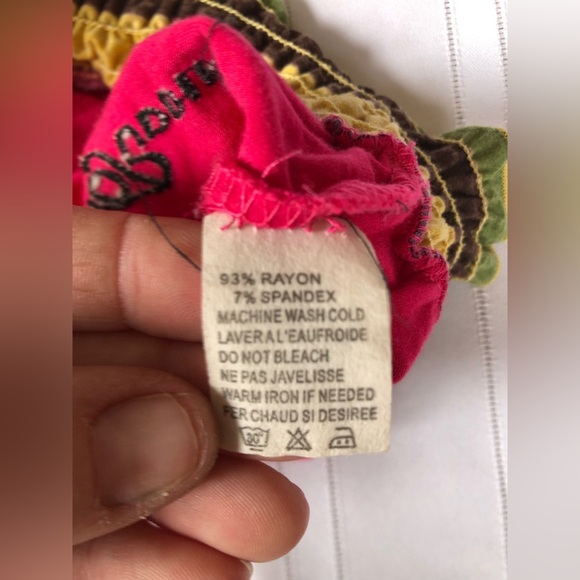 93% RAYON
7% SPANDEX
MACHINE WASH COLD
LAVER A L'EAUFROIDE
DO NOT BLEACH
NE PAS JAVELISSE
WARM IRON IF NEEDED
FER CHAUD SI DESIREE
30°